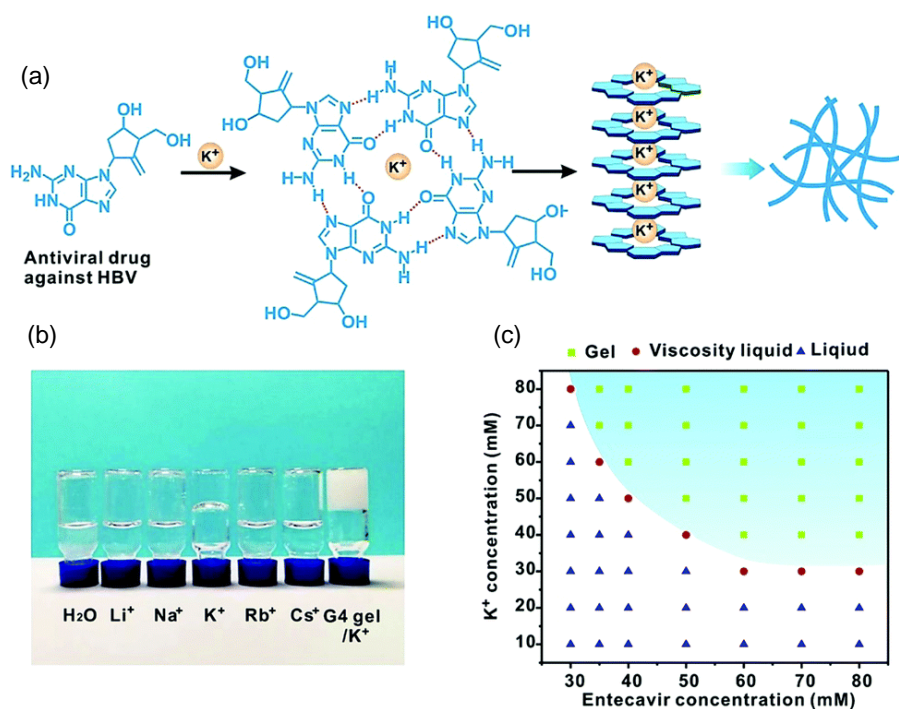 (a)
OH
OH
H₂N
N
N
HN
N
O
Antiviral drug
against HBV
K⁺
HO
HO
N
N
H
N
N
O
N
H
N
H
H
OH
HO
H
N
H
N
N
H
N
N
O
N
K⁺
O
N
H
N
H
N
N
N
H
N
H
OH
HO
H
N
H
N
N
H
N
N
O
N
OH
HO
K⁺
K⁺
K⁺
K⁺
K⁺
(b)
H₂O
Li⁺
Na⁺
K⁺
Rb⁺
Cs⁺
G4 gel
/K⁺
(c)
Gel
Viscosity liquid
Liqiud
K⁺ concentration (mM)
80
70
60
50
40
30
20
10
30 40 50 60 70 80
Entecavir concentration (mM)